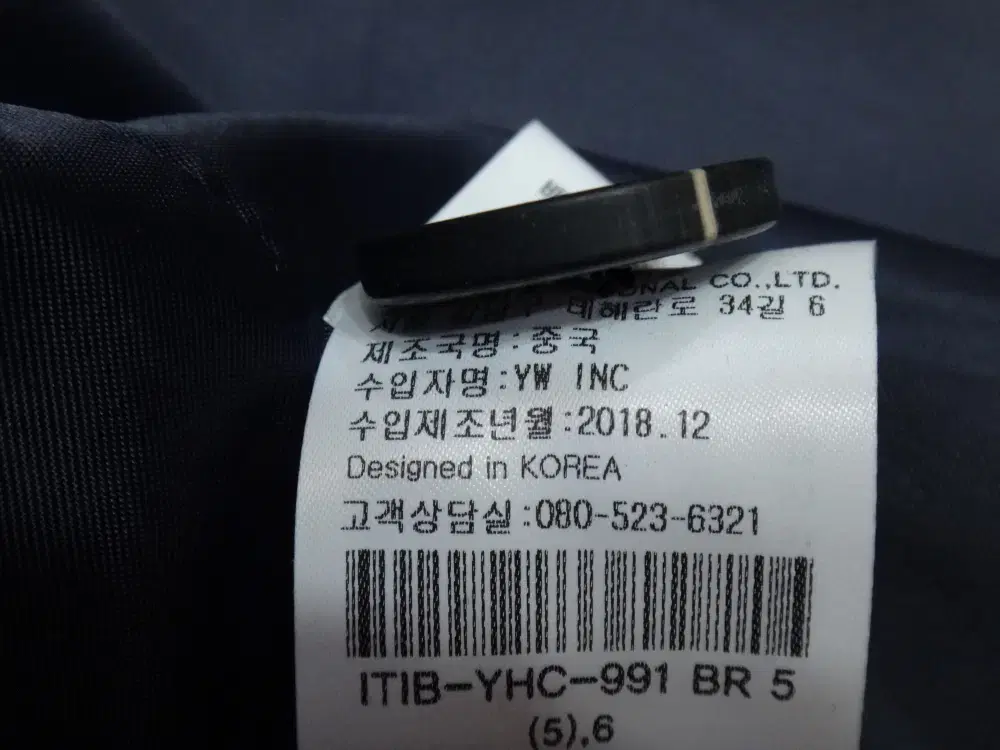 CO.,LTD.
테헤란로 34길 6
제조국명:중국
수입자명:YW INC
수입제조년월:2018.12
Designed in KOREA
고객상담실:080-523-6321
ITIB-YHC-991 BR 5
(5),6